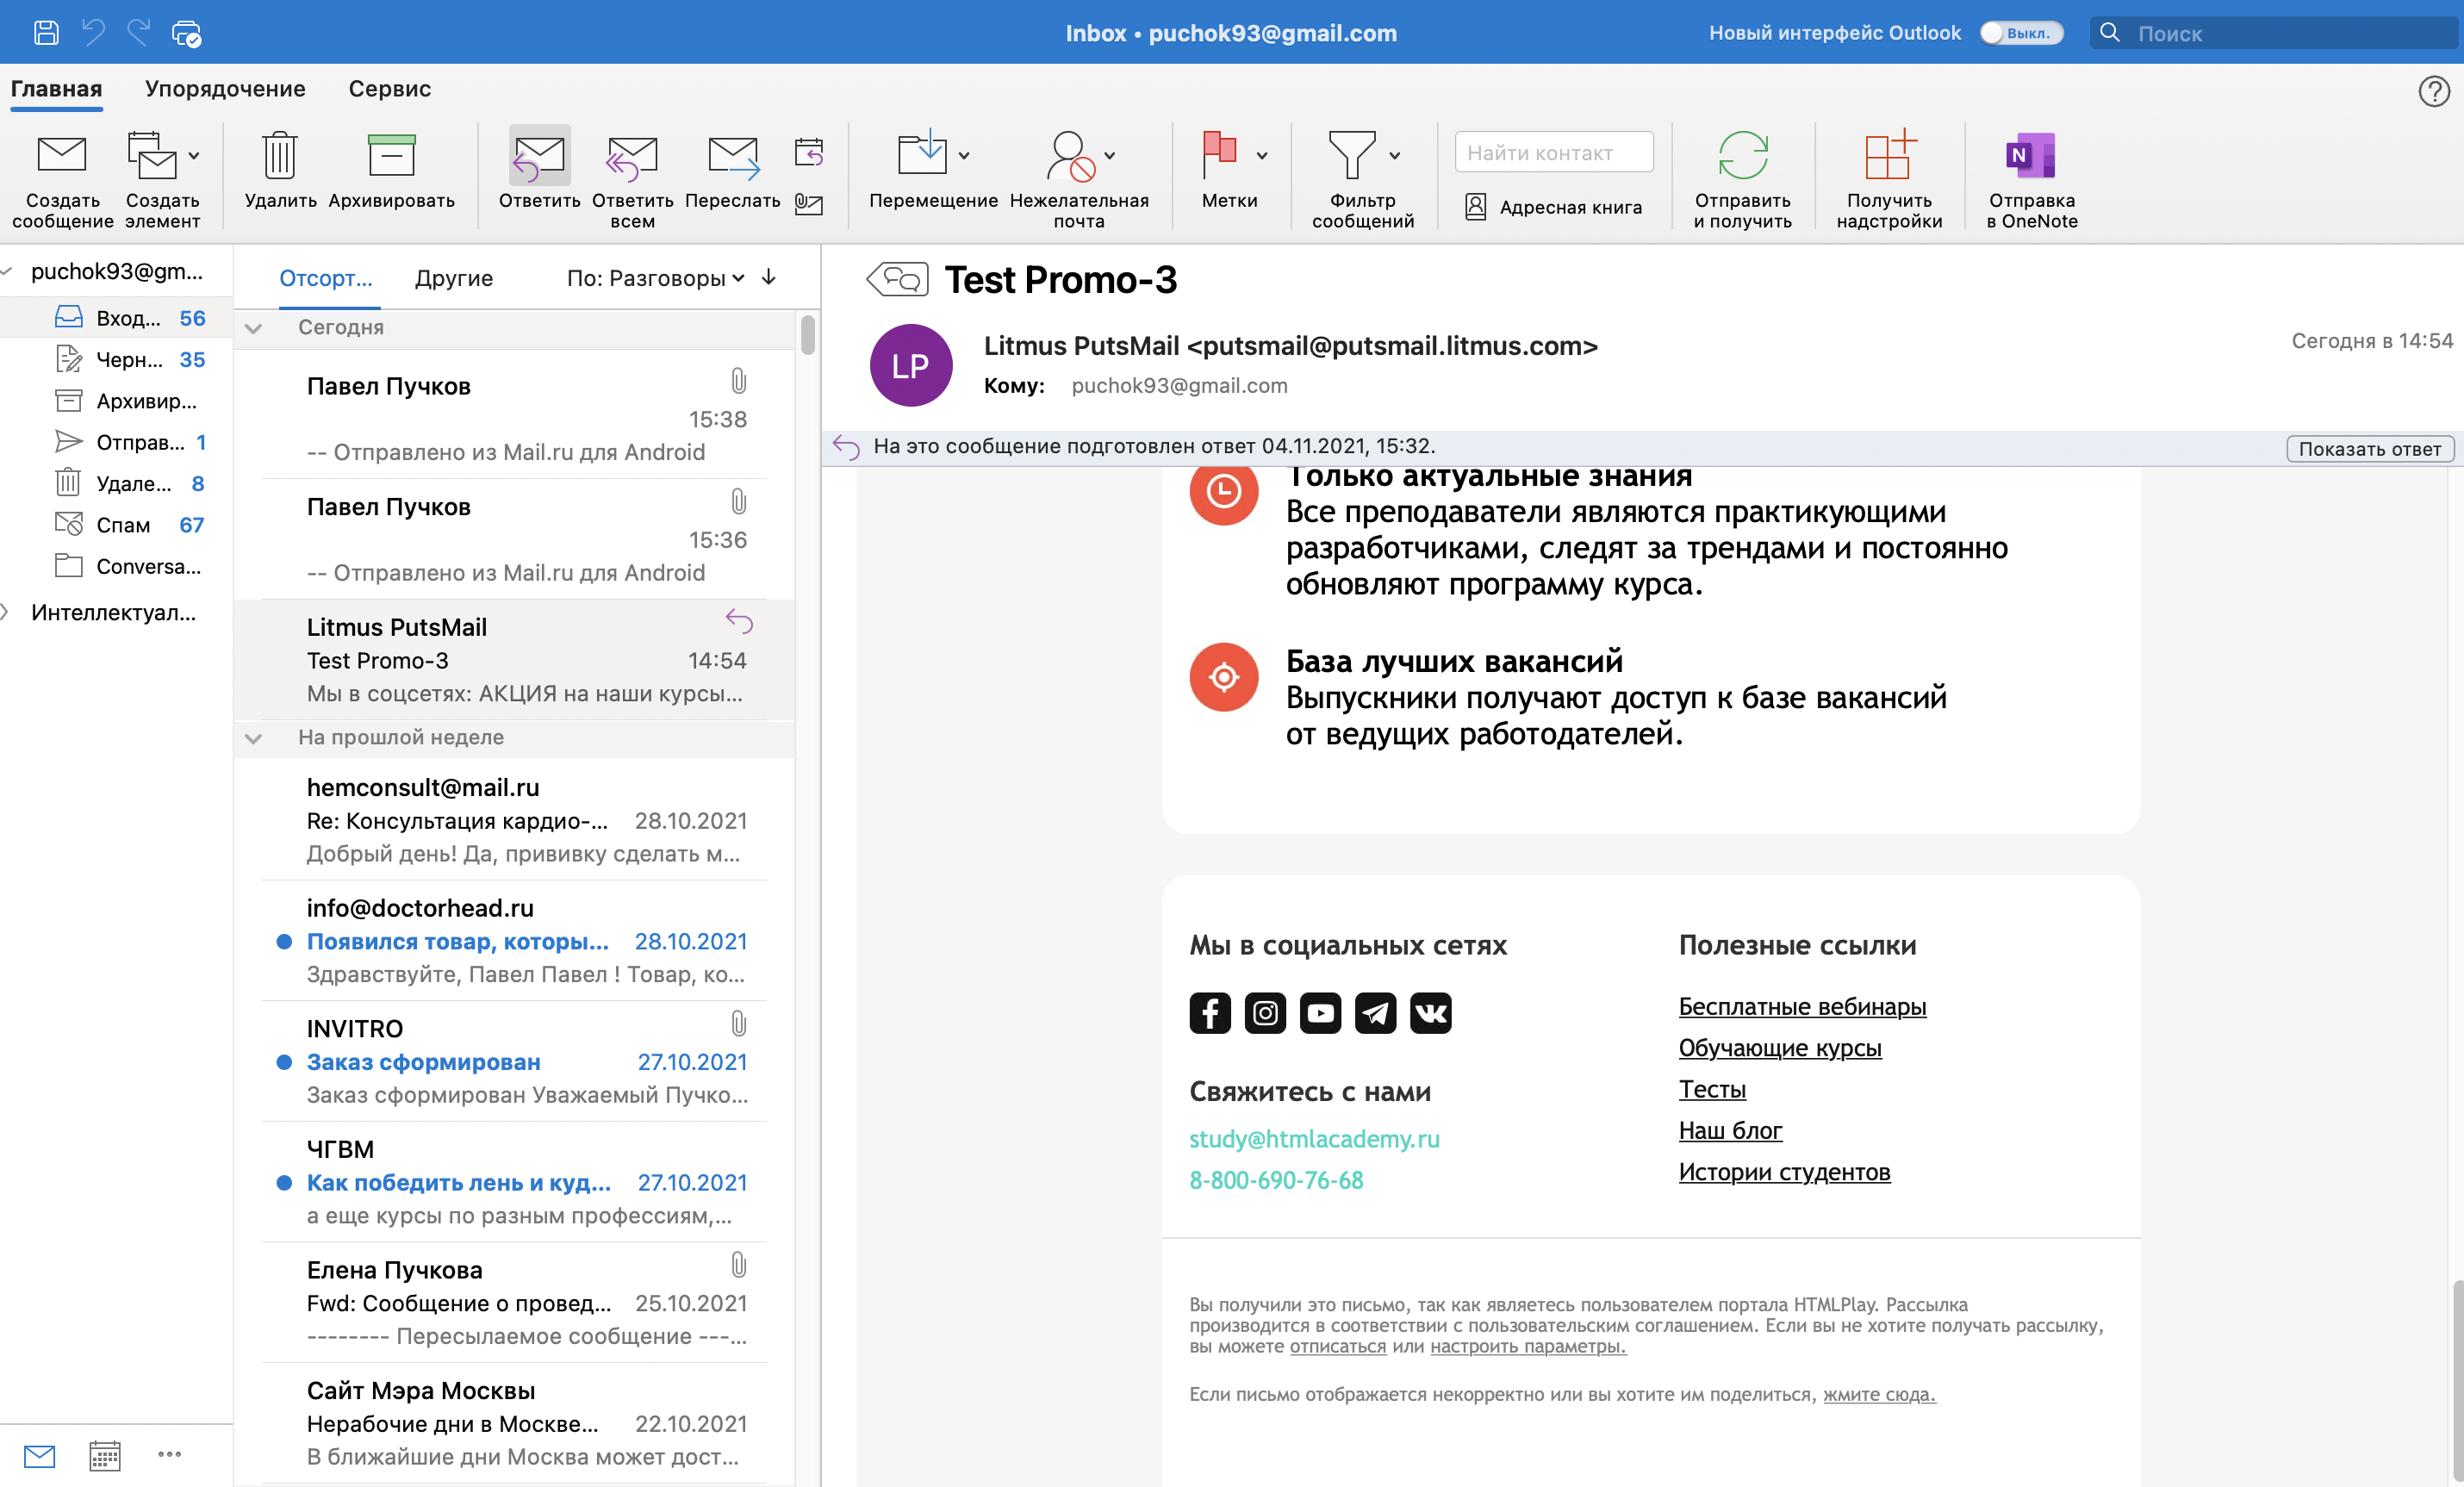 Inbox • puchok93@gmail.com
Новый интерфейс Outlook
Выкл.
Поиск
Главная
Упорядочение
Сервис
Создать
сообщение
Создать
элемент
Удалить
Архивировать
Ответить
Ответить
всем
Переслать
Перемещение
Нежелательная
почта
Метки
Фильтр
сообщений
Найти контакт
Адресная книга
Отправить
и получить
Получить
надстройки
N
Отправка
в OneNote
puchok93@gm...
Вход... 56
Черн... 35
Архивир...
Отправ... 1
Удале... 8
Спам 67
Conversa...
Интеллектуал...
Отсорт...
Другие
По: Разговоры
Сегодня
Павел Пучков
15:38
-- Отправлено из Mail.ru для Android
Павел Пучков
15:36
-- Отправлено из Mail.ru для Android
Litmus PutsMail
Test Promo-3 14:54
Мы в соцсетях: АКЦИЯ на наши курсы...
На прошлой неделе
hemconsult@mail.ru
Re: Консультация кардио-... 28.10.2021
Добрый день! Да, прививку сделать м...
info@doctorhead.ru
Появился товар, которы... 28.10.2021
Здравствуйте, Павел Павел ! Товар, ко...
INVITRO
Заказ сформирован 27.10.2021
Заказ сформирован Уважаемый Пучко...
ЧГВМ
Как победить лень и куд... 27.10.2021
а еще курсы по разным профессиям,...
Елена Пучкова
Fwd: Сообщение о провед... 25.10.2021
-------- Пересылаемое сообщение ---...
Сайт Мэра Москвы
Нерабочие дни в Москве... 22.10.2021
В ближайшие дни Москва может дост...
Test Promo-3
LP
Litmus PutsMail <putsmail@putsmail.litmus.com>
Сегодня в 14:54
Кому: puchok93@gmail.com
На это сообщение подготовлен ответ 04.11.2021, 15:32.
Показать ответ
Только актуальные знания
Все преподаватели являются практикующими
разработчиками, следят за трендами и постоянно
обновляют программу курса.
База лучших вакансий
Выпускники получают доступ к базе вакансий
от ведущих работодателей.
Мы в социальных сетях
Свяжитесь с нами
study@htmlacademy.ru
8-800-690-76-68
Полезные ссылки
Бесплатные вебинары
Обучающие курсы
Тесты
Наш блог
Истории студентов
Вы получили это письмо, так как являетесь пользователем портала HTMLPlay. Рассылка
производится в соответствии с пользовательским соглашением. Если вы не хотите получать рассылку,
вы можете отписаться или настроить параметры.
Если письмо отображается некорректно или вы хотите им поделиться, жмите сюда.